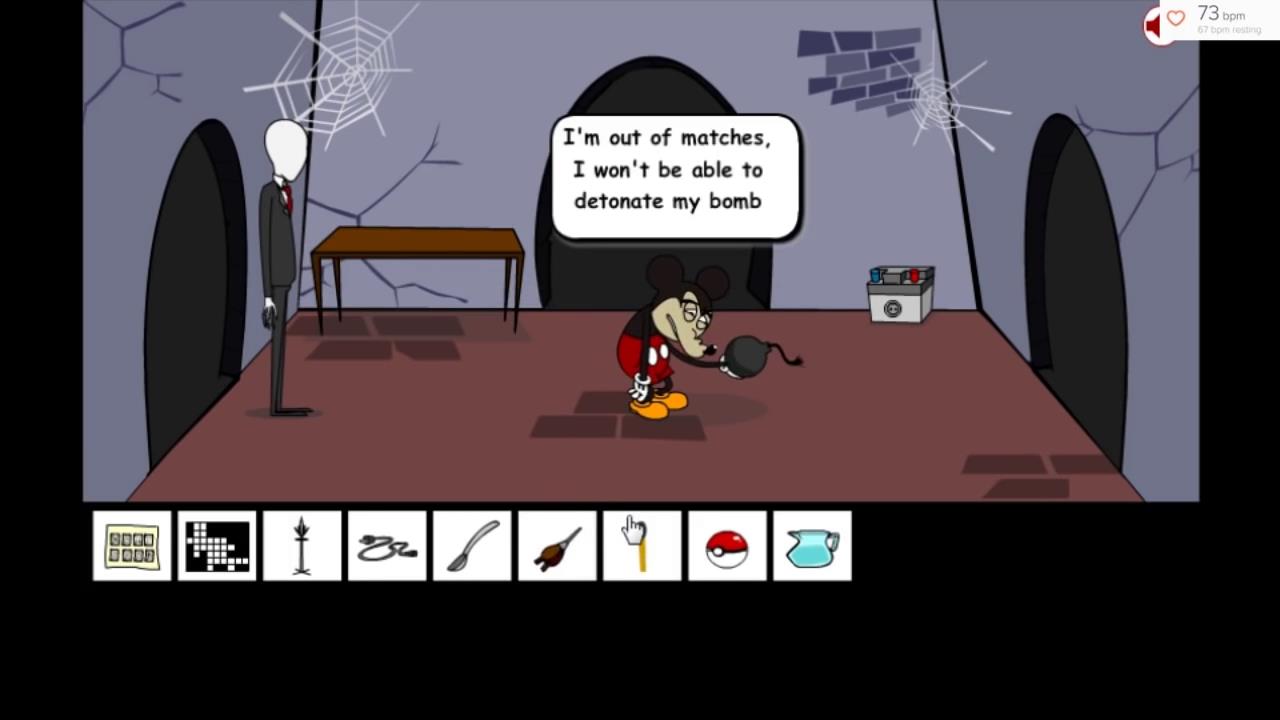 73 bpm
67 bpm resting
I'm out of matches,
I won't be able to
detonate my bomb